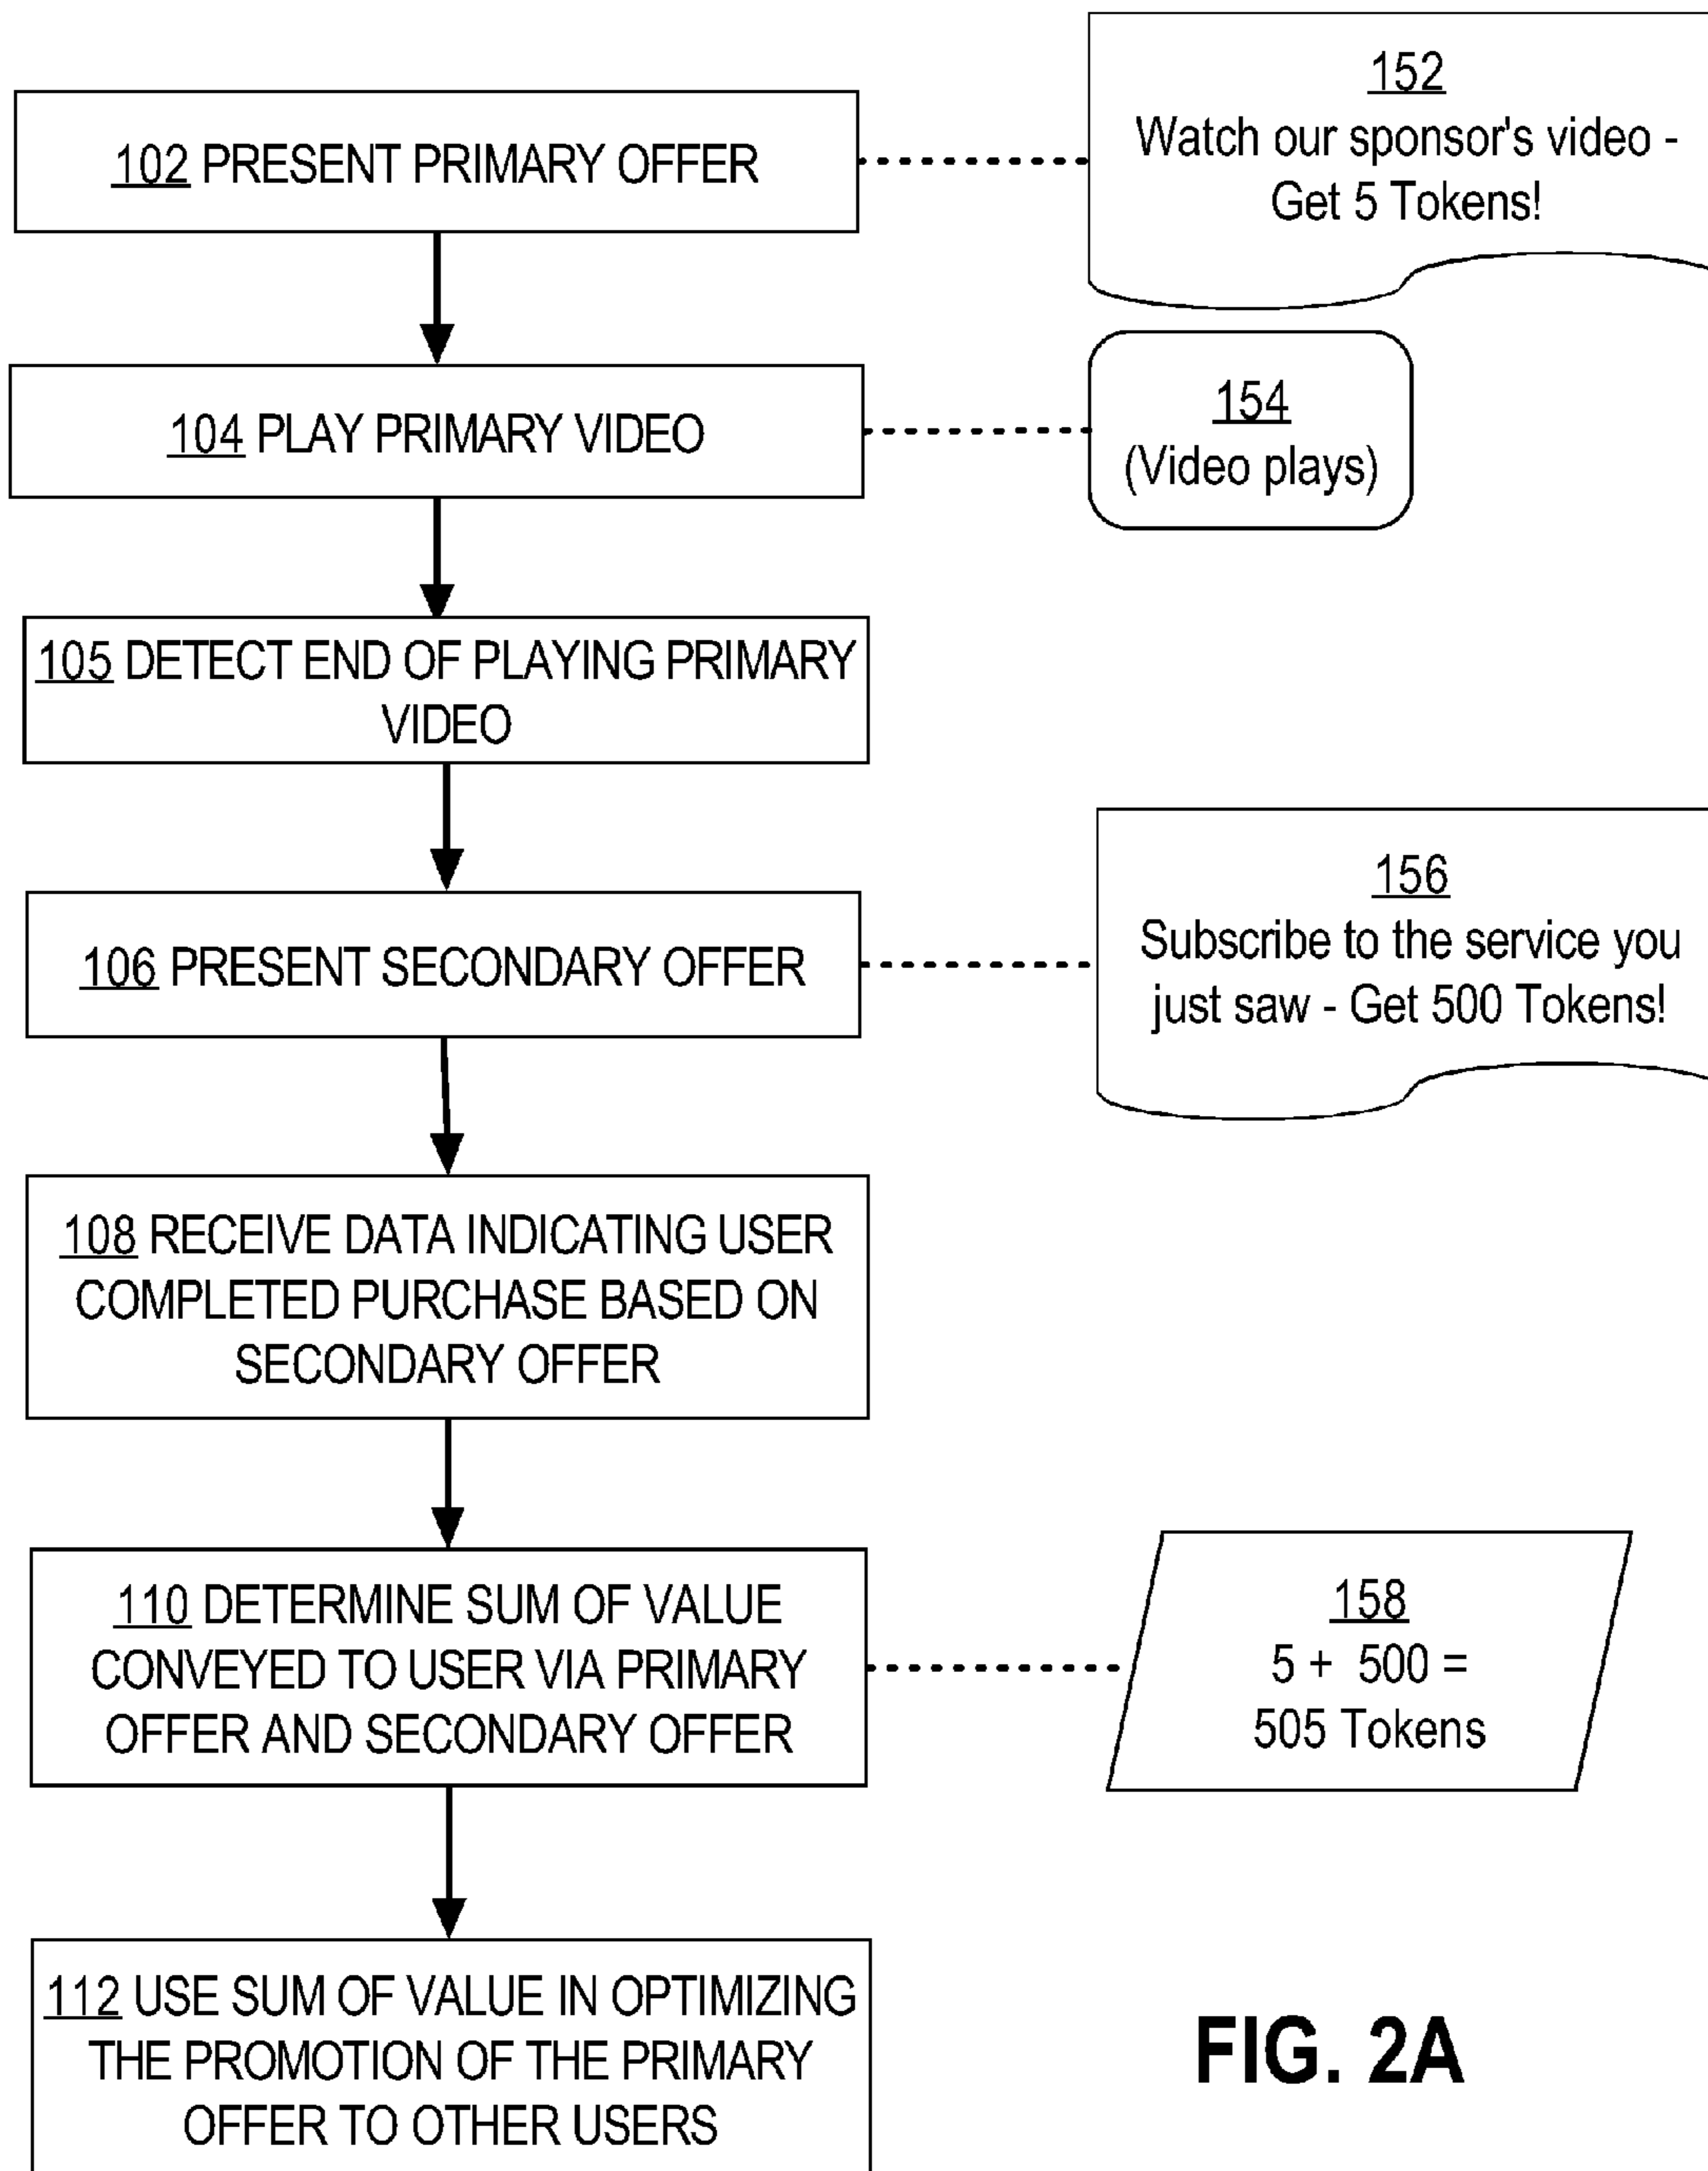 152
Watch our sponsor's video -
Get 5 Tokens!
102 PRESENT PRIMARY OFFER
154
(Video plays)
104 PLAY PRIMARY VIDEO
105 DETECT END OF PLAYING PRIMARY
VIDEO
156
Subscribe to the service you
just saw - Get 500 Tokens!
106 PRESENT SECONDARY OFFER
108 RECEIVE DATA INDICATING USER
COMPLETED PURCHASE BASED ON
SECONDARY OFFER
110 DETERMINE SUM OF VALUE
CONVEYED TO USER VIA PRIMARY
OFFER AND SECONDARY OFFER
158
5 + 500 =
505 Tokens
112 USE SUM OF VALUE IN OPTIMIZING
THE PROMOTION OF THE PRIMARY
OFFER TO OTHER USERS
FIG. 2A